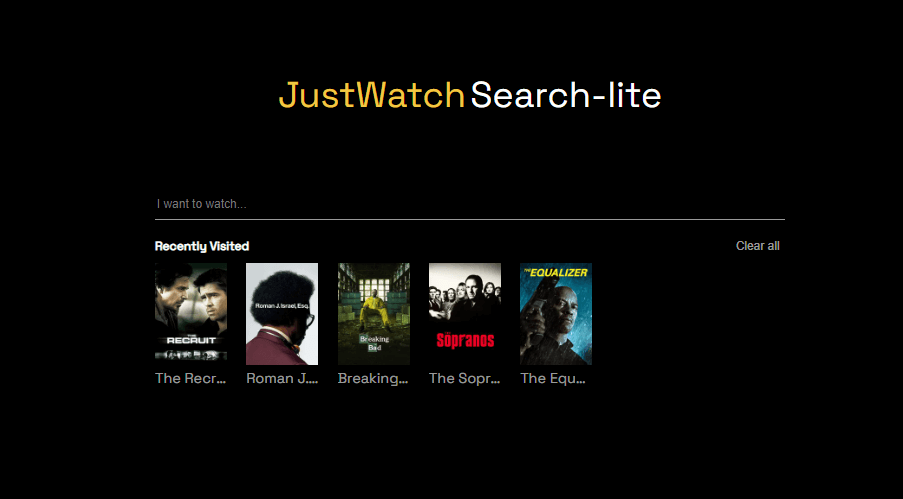 JustWatch Search-lite
I want to watch...
Recently Visited
Clear all
THE
RECRUIT
Roman J. Israel, Esq.
Breaking
Bad
Sopranos
THE EQUALIZER
The Recr...
Roman J....
Breaking...
The Sopr...
The Equ...